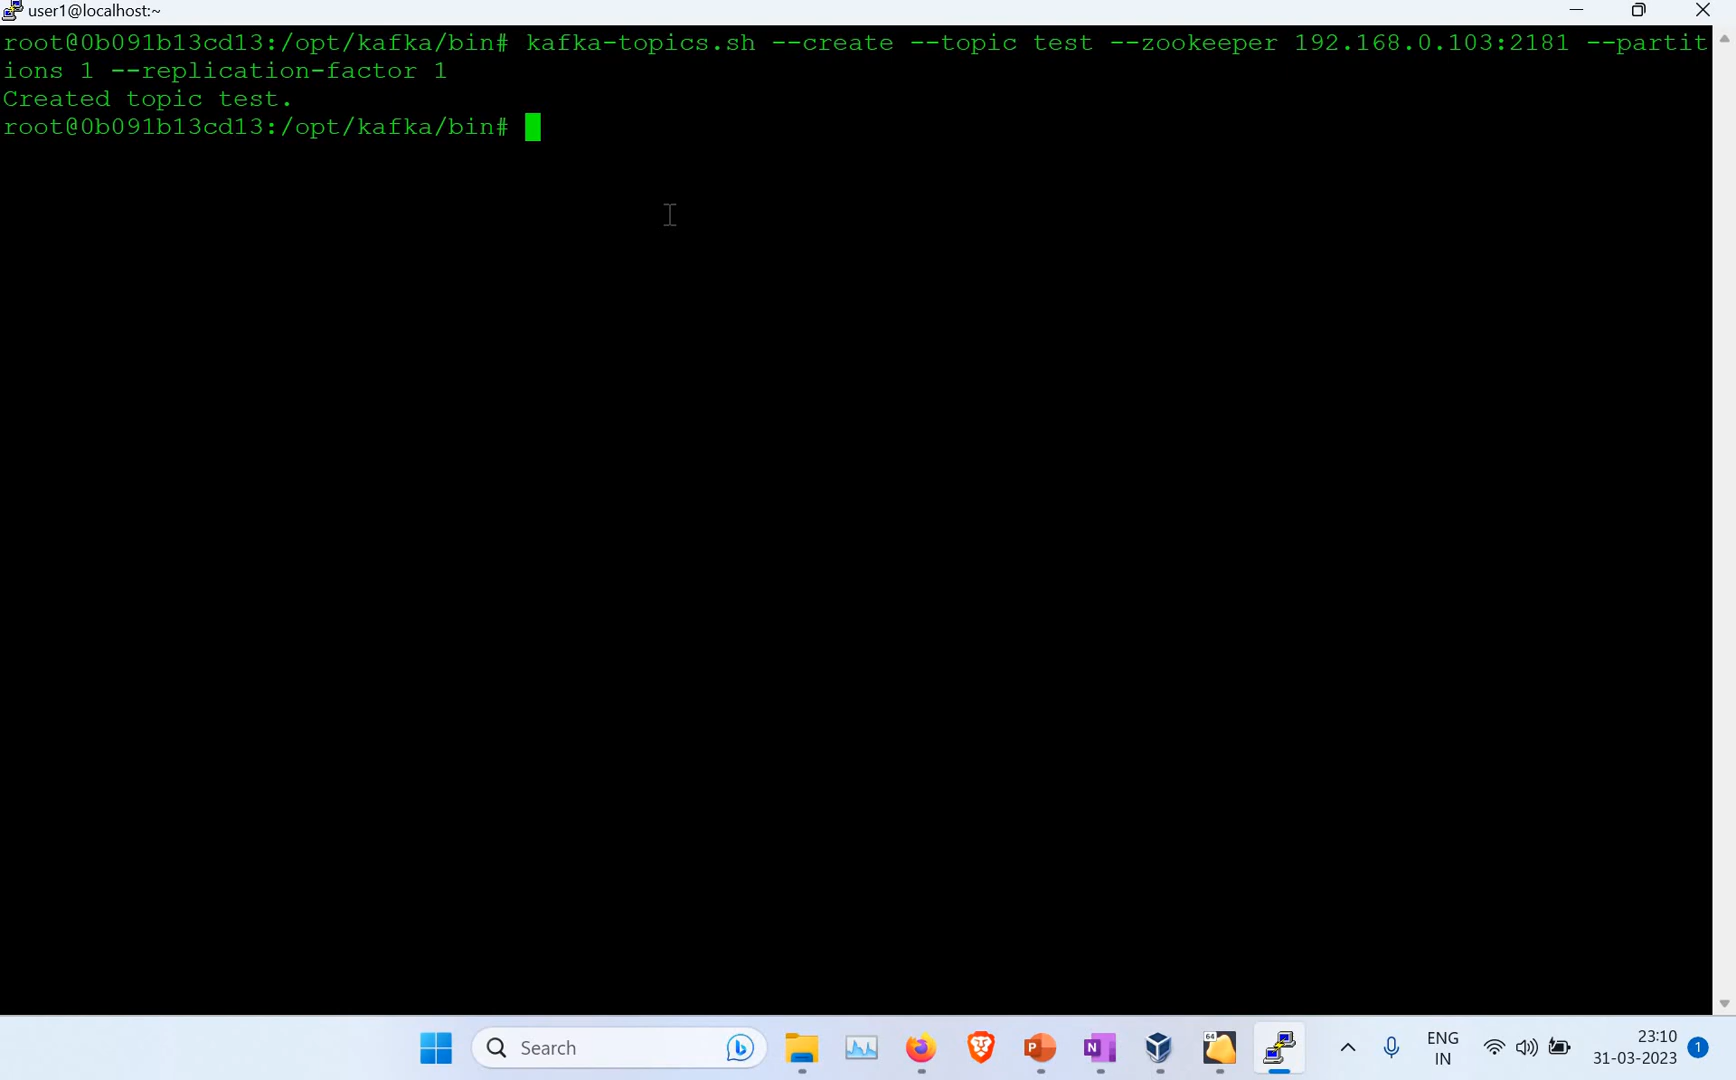 user1@localhost:~
root@0b091b13cd13:/opt/kafka/bin# kafka-topics.sh --create --topic test --zookeeper 192.168.0.103:2181 --partit
ions 1 --replication-factor 1
Created topic test.
root@0b091b13cd13:/opt/kafka/bin#
Search
P
N
64
ENG
IN
23:10
31-03-2023
1